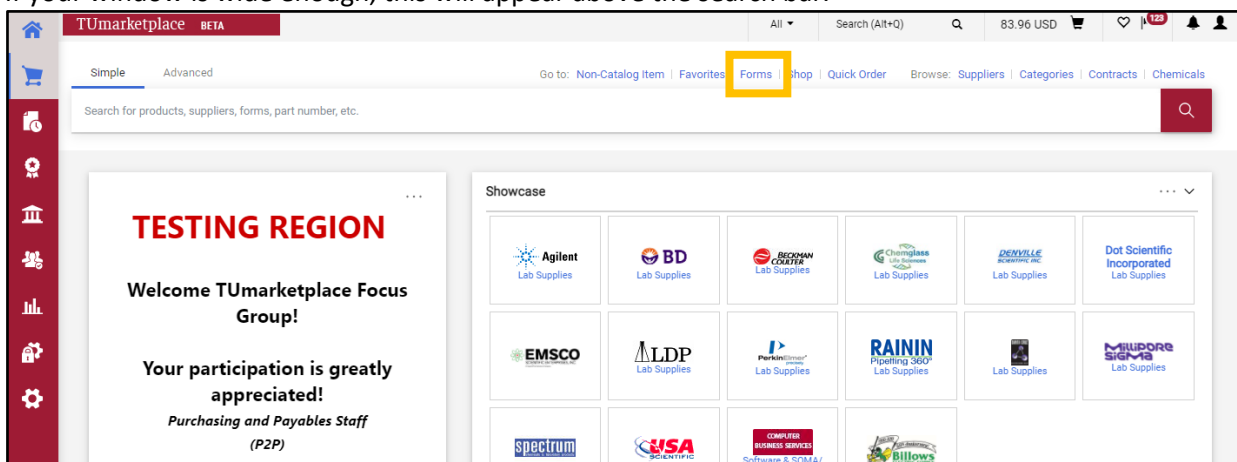 TUmarketplace BETA
All
Search (Alt+Q)
83.96 USD
123
Simple
Advanced
Go to: Non-Catalog Item | Favorites | Forms | Shop | Quick Order
Browse: Suppliers | Categories | Contracts | Chemicals
Search for products, suppliers, forms, part number, etc.
...
TESTING REGION
Welcome TUmarketplace Focus
Group!
Your participation is greatly
appreciated!
Purchasing and Payables Staff
(P2P)
Showcase
...
Agilent
Lab Supplies
BD
Lab Supplies
BECKMAN
COULTER
Lab Supplies
Chemglass
Life Sciences
Lab Supplies
DENVILLE
SCIENTIFIC INC.
Lab Supplies
Dot Scientific
Incorporated
Lab Supplies
EMSCO
LDP
Lab Supplies
PerkinElmer
Lab Supplies
RAININ
Pipetting 360°
Lab Supplies
Lab Supplies
MILLIPORE
SIGMA
Lab Supplies
spectrum
USA
SCIENTIFIC
COMPUTER
BUSINESS SERVICES
Software & SOMA/
Billows